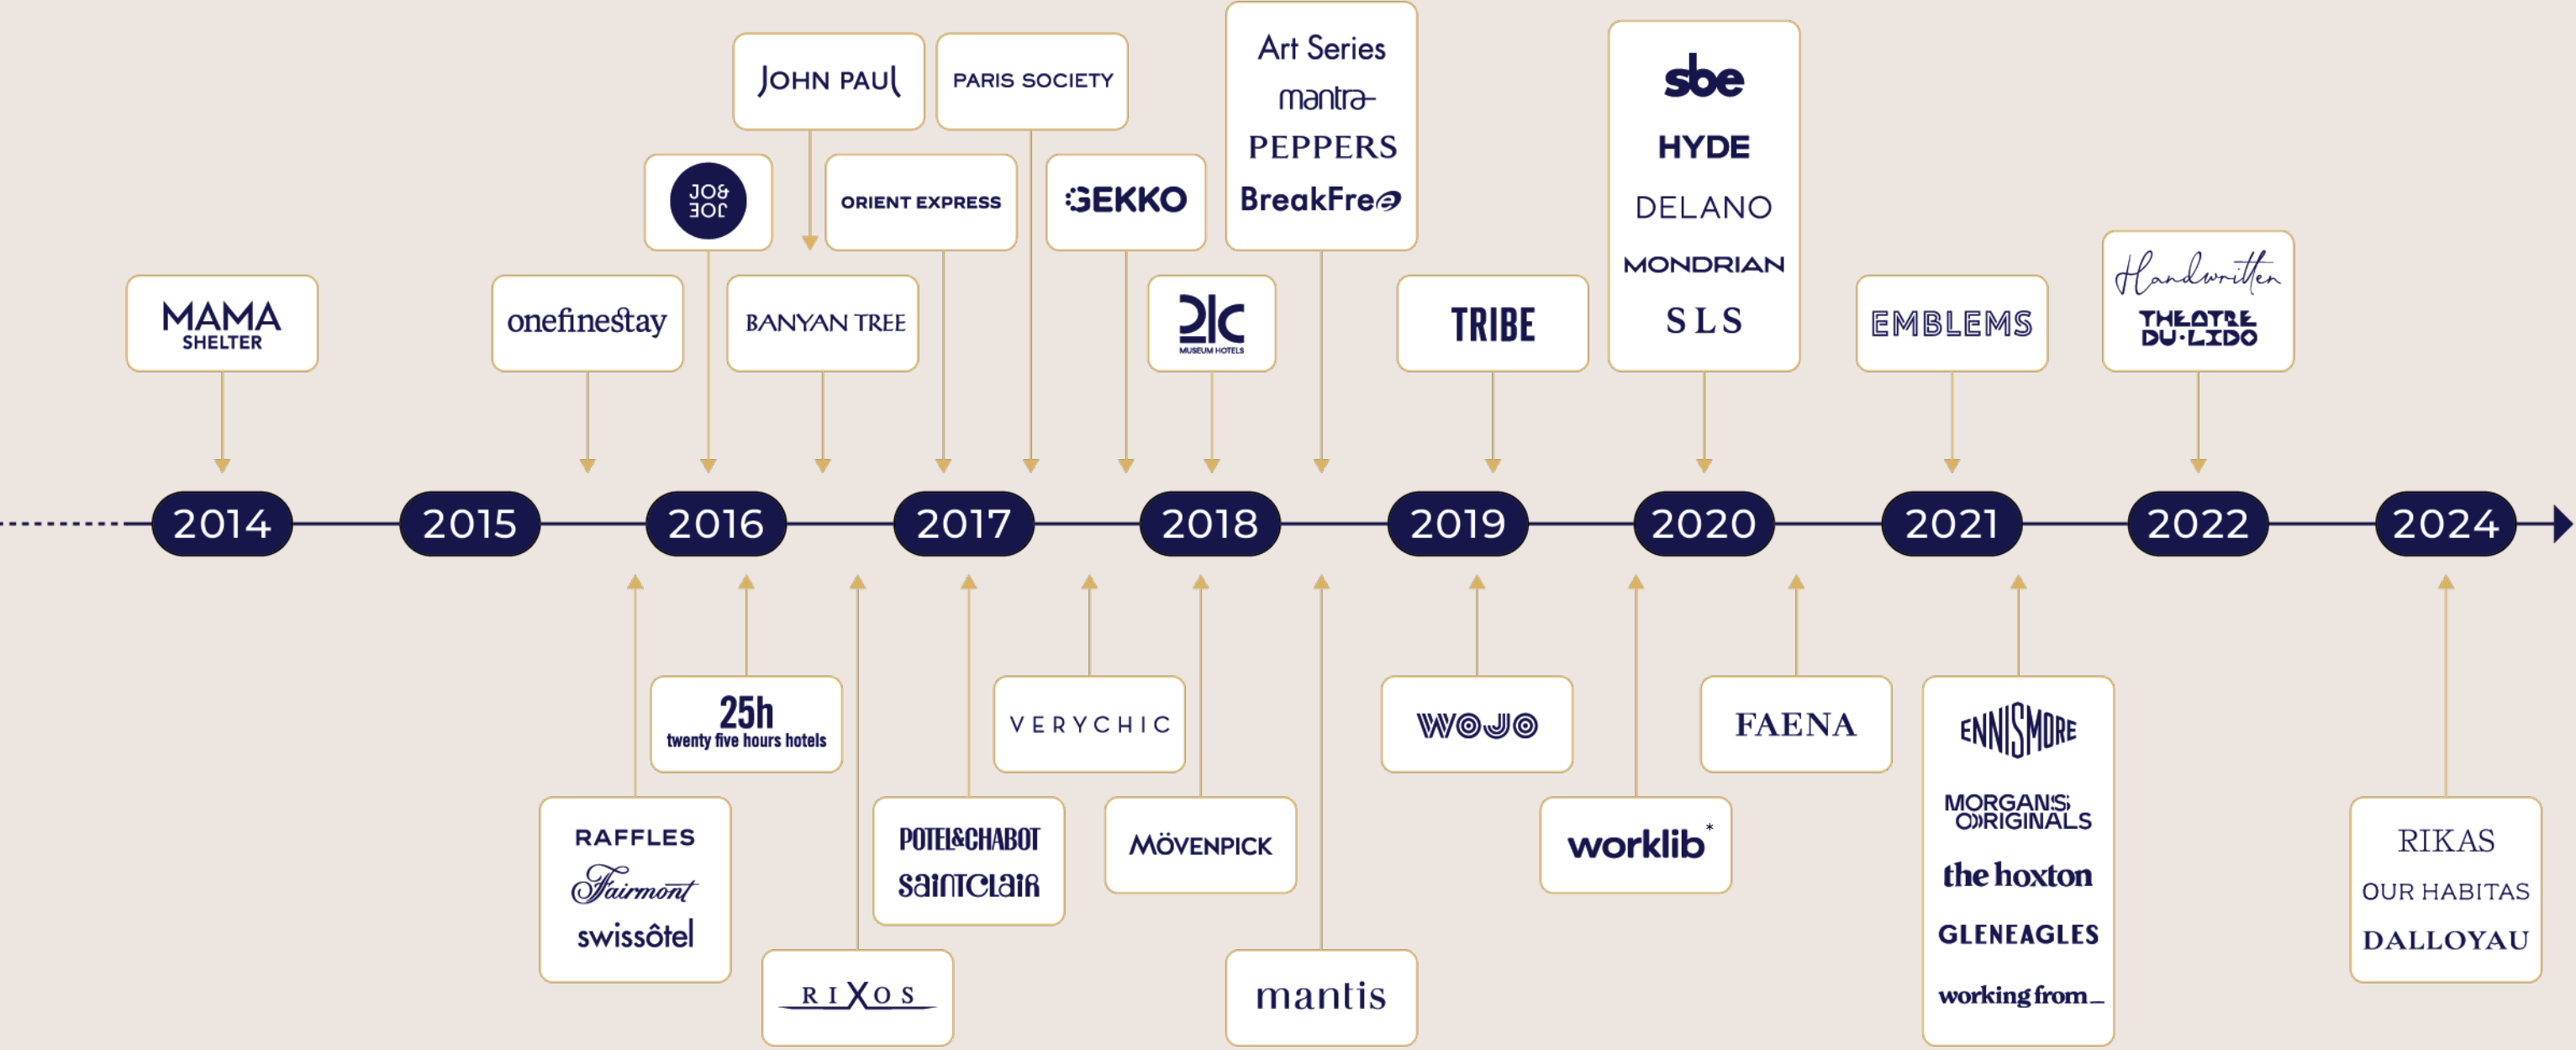 Art Series
mantra
PEPPERS
BreakFree
JOHN PAUL
PARIS SOCIETY
sbe
HYDE
DELANO
MONDRIAN
SLS
JO&
JOE
ORIENT EXPRESS
GEKKO
Handwritten
THEATRE
DU·LIDO
MAMA
SHELTER
onefinestay
BANYAN TREE
21c
MUSEUM HOTELS
TRIBE
EMBLEMS
2014
2015
2016
2017
2018
2019
2020
2021
2022
2024
25h
twenty five hours hotels
VERYCHIC
WOJO
FAENA
ENNISMORE
MORGANS
ORIGINALS
the hoxton
GLENEAGLES
working from_
RAFFLES
Fairmont
swissôtel
POTEL&CHABOT
SAINTCLAIR
MÖVENPICK
worklib*
RIKAS
OUR HABITAS
DALLOYAU
RIXOS
mantis